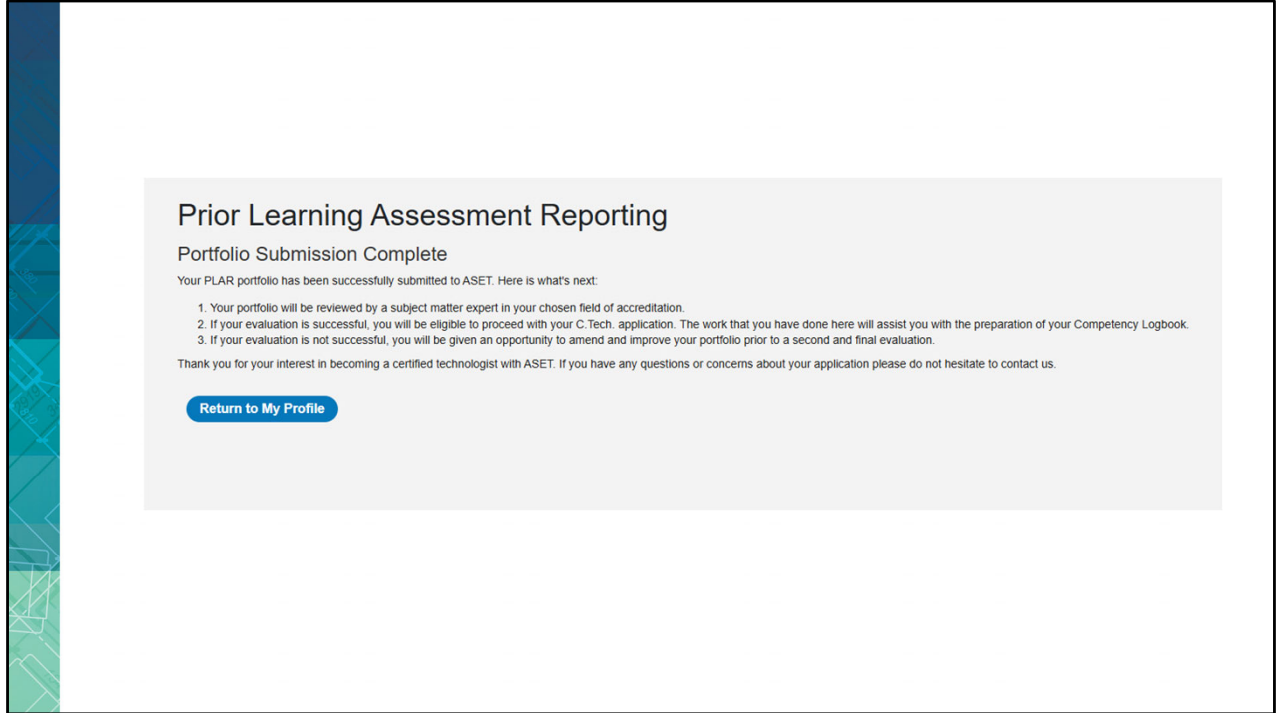 Prior Learning Assessment Reporting
Portfolio Submission Complete
Your PLAR portfolio has been successfully submitted to ASET. Here is what's next:
1. Your portfolio will be reviewed by a subject matter expert in your chosen field of accreditation.
2. If your evaluation is successful, you will be eligible to proceed with your C.Tech. application. The work that you have done here will assist you with the preparation of your Competency Logbook.
3. If your evaluation is not successful, you will be given an opportunity to amend and improve your portfolio prior to a second and final evaluation.
Thank you for your interest in becoming a certified technologist with ASET. If you have any questions or concerns about your application please do not hesitate to contact us.
Return to My Profile